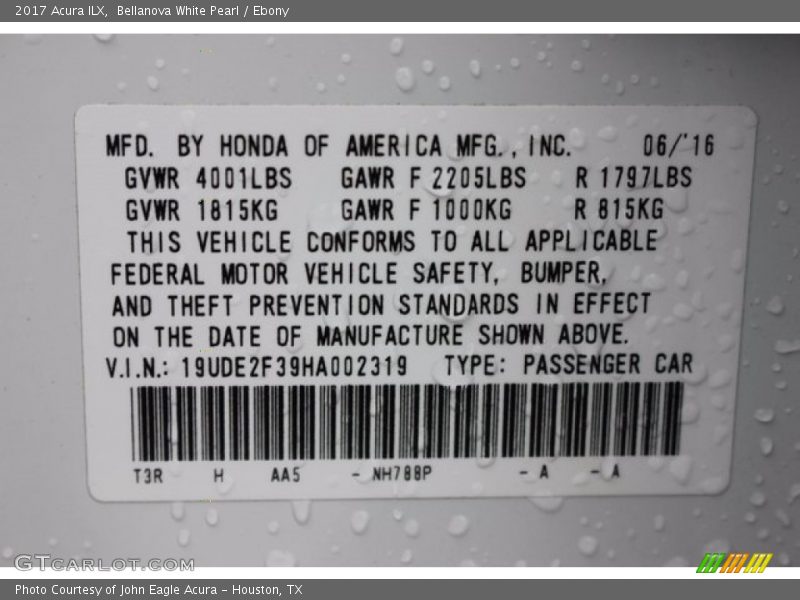 2017 Acura ILX,  Bellanova White Pearl / Ebony
MFD. BY HONDA OF AMERICA MFG., INC. 06/'16
GVWR 4001LBS GAWR F 2205LBS R 1797LBS
GVWR 1815KG GAWR F 1000KG R 815KG
THIS VEHICLE CONFORMS TO ALL APPLICABLE
FEDERAL MOTOR VEHICLE SAFETY, BUMPER,
AND THEFT PREVENTION STANDARDS IN EFFECT
ON THE DATE OF MANUFACTURE SHOWN ABOVE.
V.I.N.: 19UDE2F39HA002319 TYPE: PASSENGER CAR
T3R H AA5 - NH788P - A - A
GTCARLOT.COM
Photo Courtesy of John Eagle Acura - Houston, TX